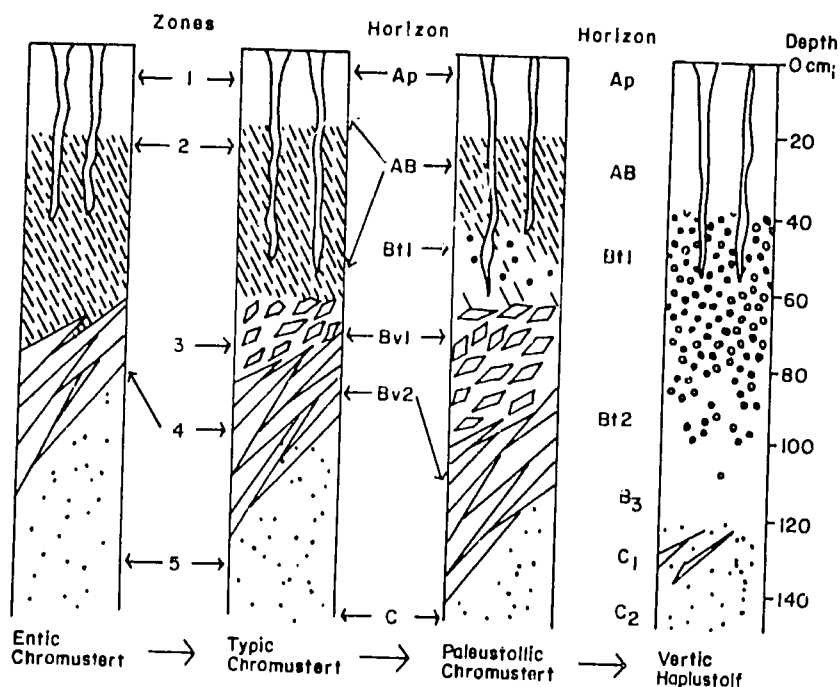 Zones
Horizon
Horizon
Depth
0 cm
1
Ap
Ap
20
2
AB
AB
40
Bt1
Bt1
60
3
Bv1
80
Bv2
4
Bt2
100
B3
120
C1
5
C
C2
140
Entic
Chromustert
Typic
Chromustert
Paleustollic
Chromustert
Vertic
Haplustolf